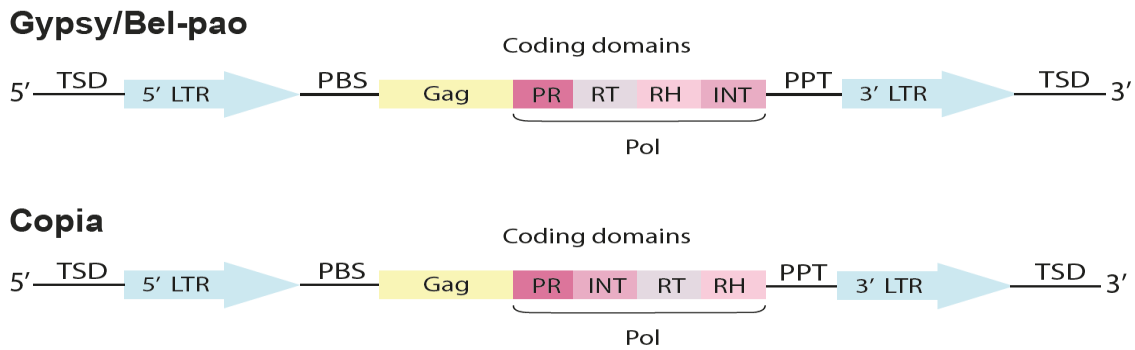 Gypsy/Bel-pao
Coding domains
5′ TSD 5′ LTR PBS Gag PR RT RH INT PPT 3′ LTR TSD 3′
Pol
Copia
Coding domains
5′ TSD 5′ LTR PBS Gag PR INT RT RH PPT 3′ LTR TSD 3′
Pol